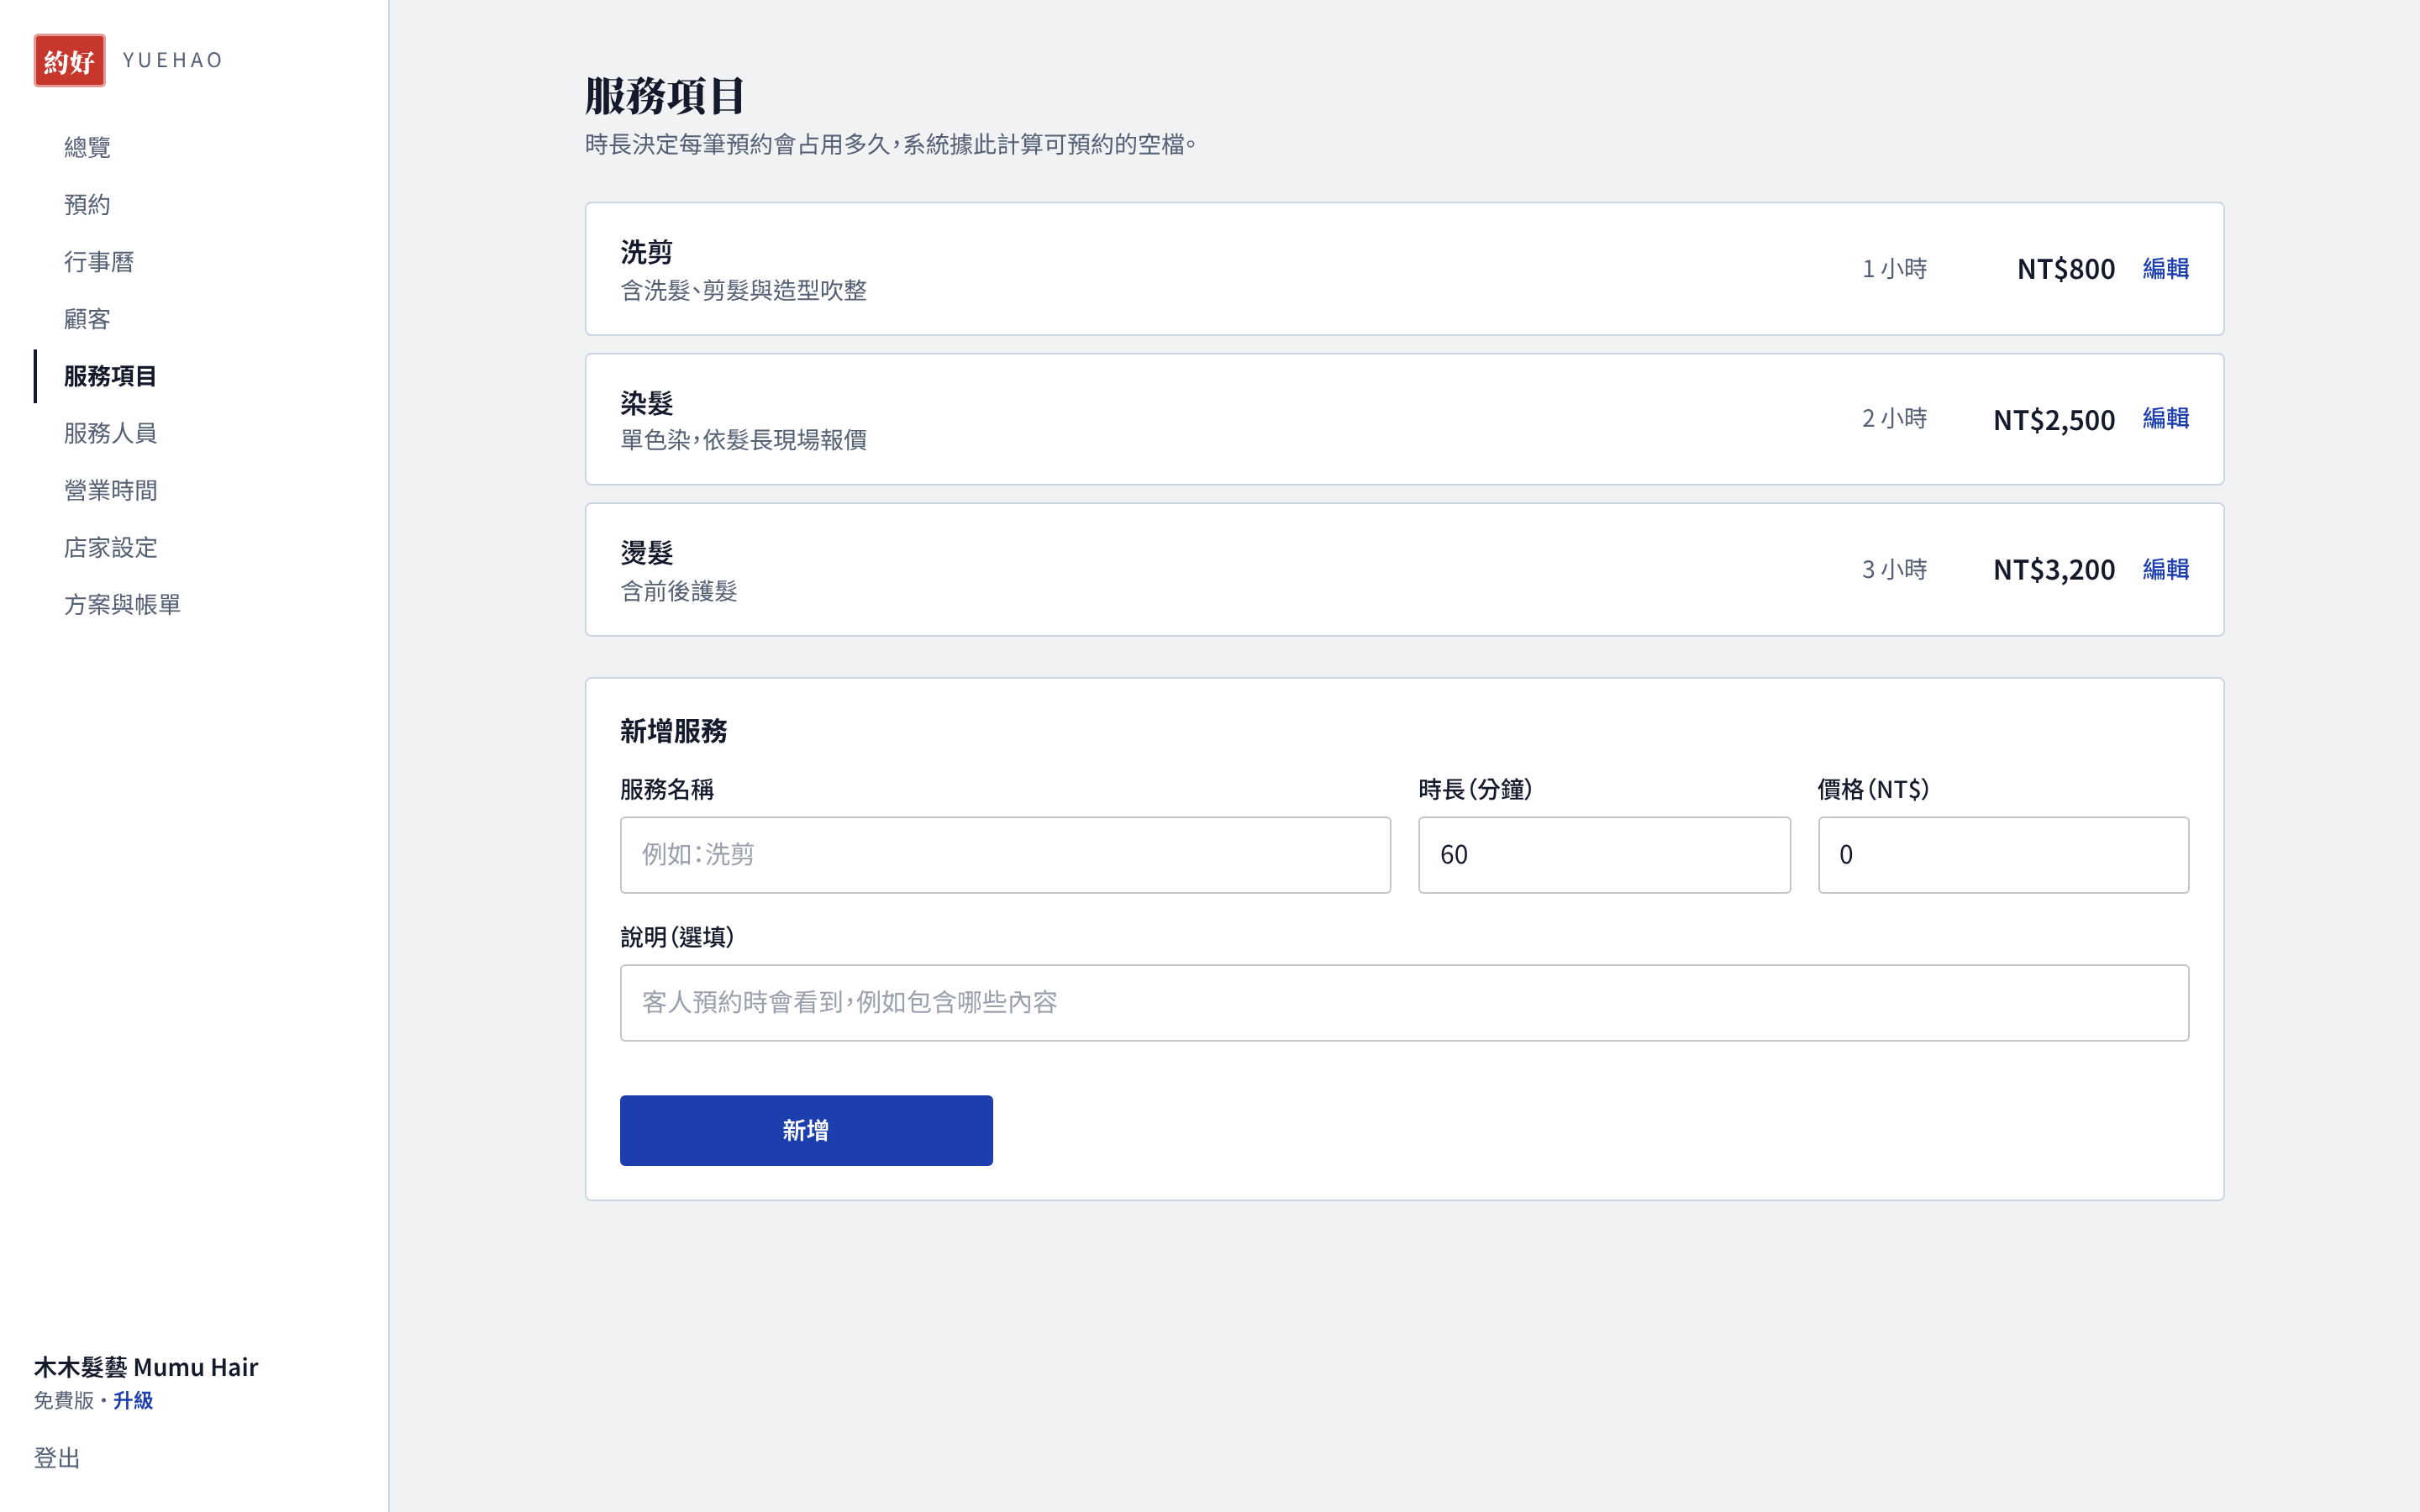 約好 YUEHAO
總覽
預約
行事曆
顧客
服務項目
服務人員
營業時間
店家設定
方案與帳單
木木髮藝 Mumu Hair
免費版・升級
登出
服務項目
時長決定每筆預約會占用多久，系統據此計算可預約的空檔。
洗剪
含洗髮、剪髮與造型吹整
1 小時 NT$800 編輯
染髮
單色染，依髮長現場報價
2 小時 NT$2,500 編輯
燙髮
含前後護髮
3 小時 NT$3,200 編輯
新增服務
服務名稱 時長（分鐘） 價格（NT$）
例如：洗剪 60 0
說明（選填）
客人預約時會看到，例如包含哪些內容
新增